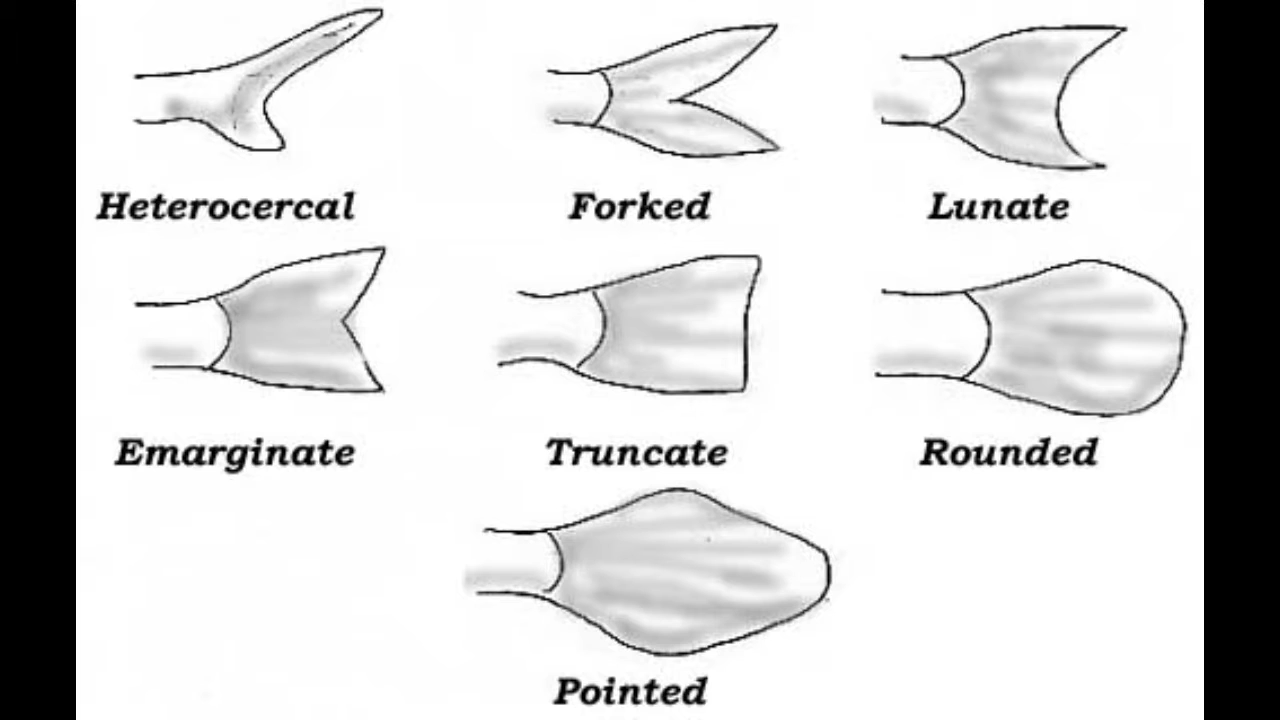 Heterocercal
Forked
Lunate
Emarginate
Truncate
Rounded
Pointed